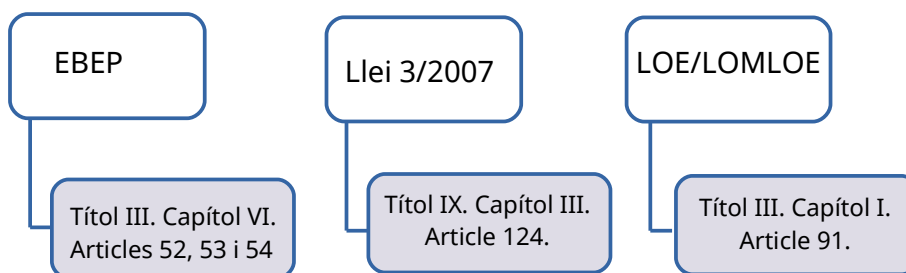 EBEP
Títol III. Capítol VI.
Articles 52, 53 i 54
Llei 3/2007
Títol IX. Capítol III.
Article 124.
LOE/LOMLOE
Títol III. Capítol I.
Article 91.